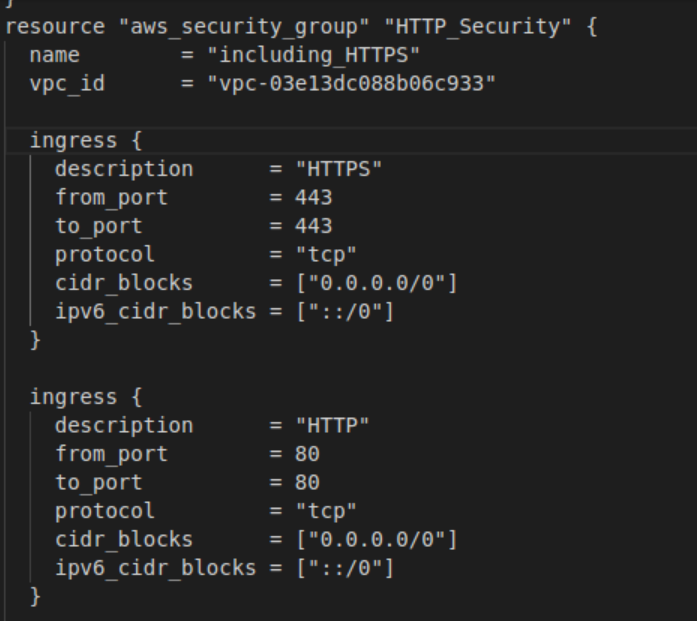 }
resource "aws_security_group" "HTTP_Security" {
  name        = "including_HTTPS"
  vpc_id      = "vpc-03e13dc088b06c933"
  ingress {
    description      = "HTTPS"
    from_port        = 443
    to_port          = 443
    protocol         = "tcp"
    cidr_blocks      = ["0.0.0.0/0"]
    ipv6_cidr_blocks = ["::/0"]
  }
  ingress {
    description      = "HTTP"
    from_port        = 80
    to_port          = 80
    protocol         = "tcp"
    cidr_blocks      = ["0.0.0.0/0"]
    ipv6_cidr_blocks = ["::/0"]
  }